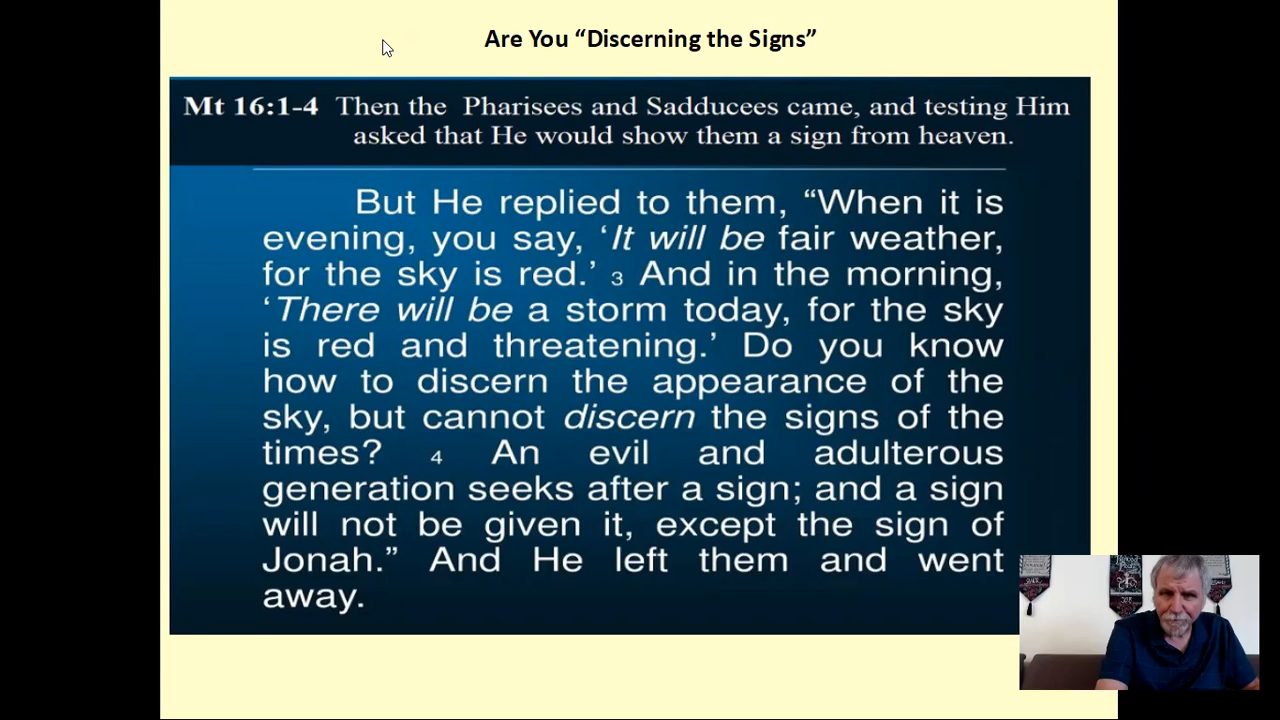 Are You “Discerning the Signs”
Mt 16:1-4 Then the Pharisees and Sadducees came, and testing Him
asked that He would show them a sign from heaven.
But He replied to them, “When it is
evening, you say, ‘It will be fair weather,
for the sky is red.’ 3 And in the morning,
‘There will be a storm today, for the sky
is red and threatening.’ Do you know
how to discern the appearance of the
sky, but cannot discern the signs of the
times? 4 An evil and adulterous
generation seeks after a sign; and a sign
will not be given it, except the sign of
Jonah.” And He left them and went
away.